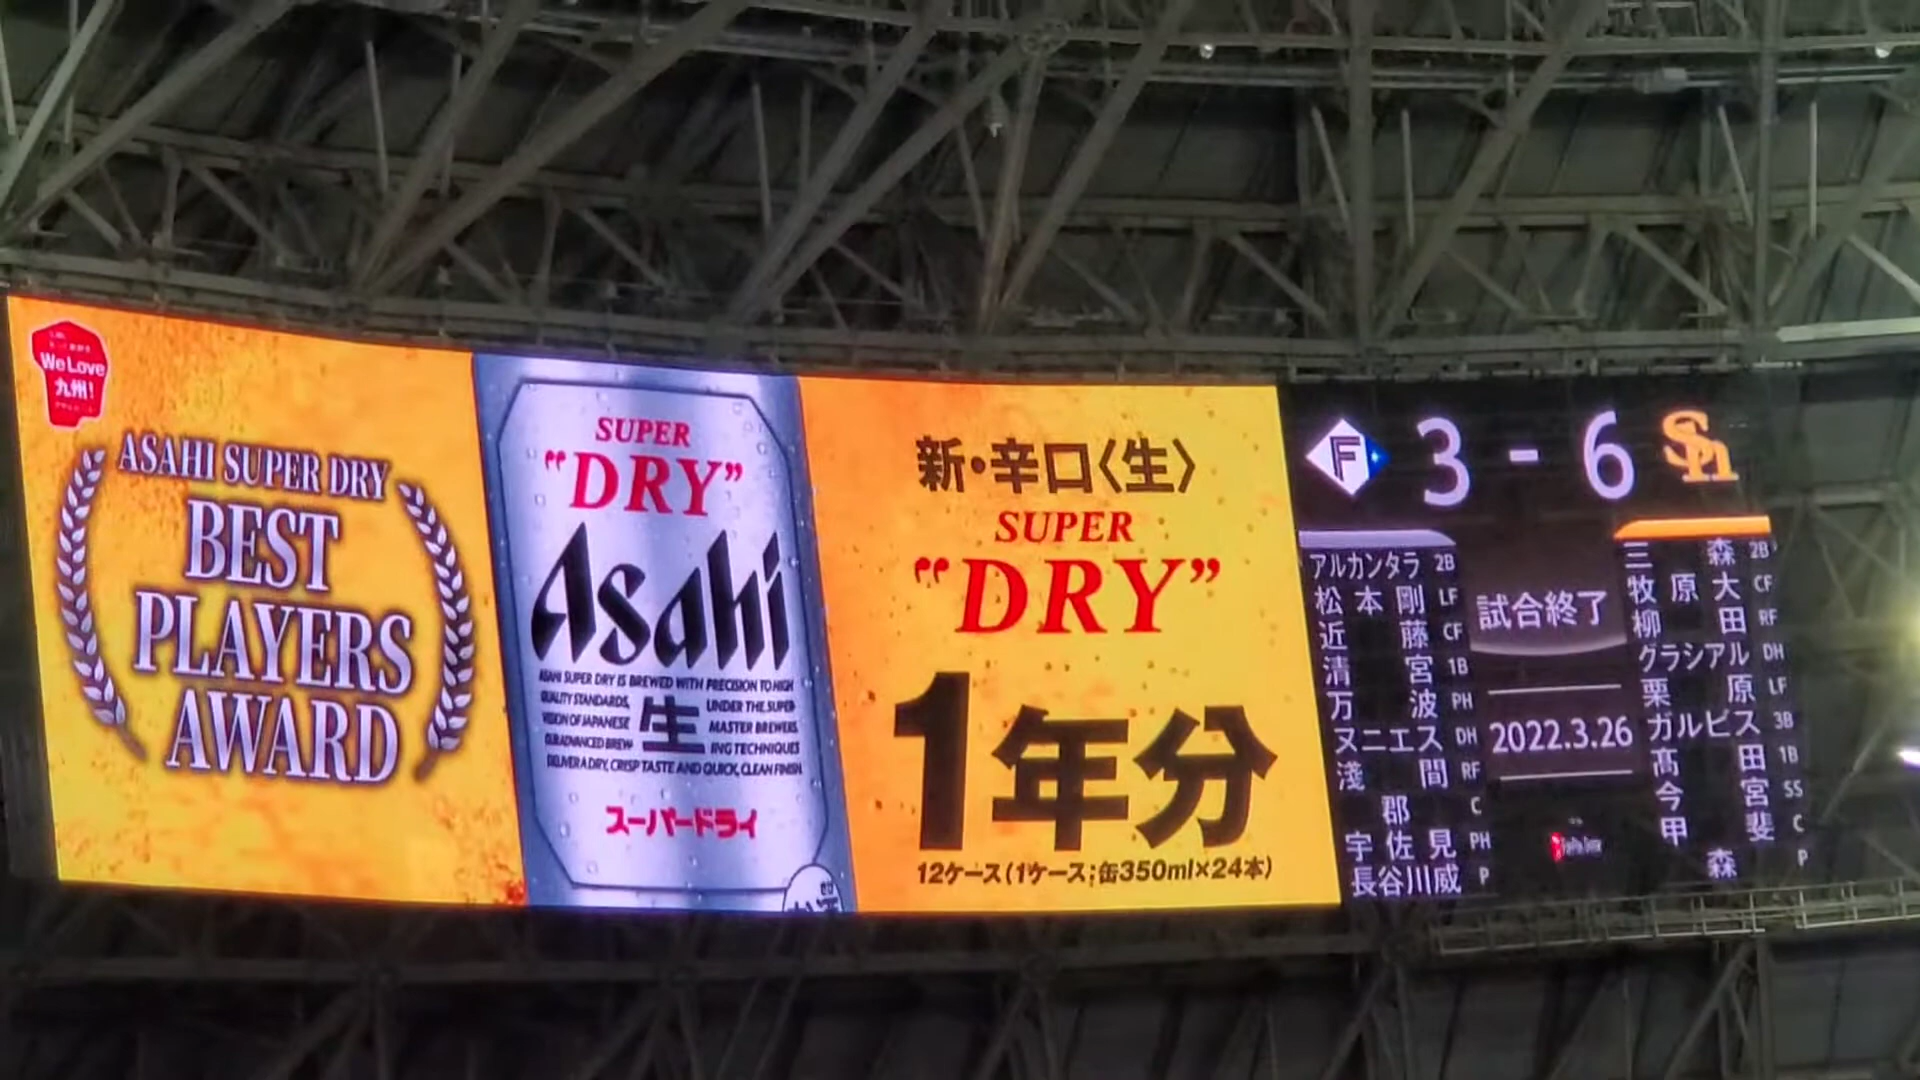 We Love
九州!
ASAHI SUPER DRY
BEST
PLAYERS
AWARD
SUPER
"DRY"
Asahi
ASAHI SUPER DRY IS BREWED WITH PRECISION TO HIGH
QUALITY STANDARDS, UNDER THE SUPER-
VISION OF JAPANESE MASTER BREWERS.
OUR ADVANCED BREW- ING TECHNIQUES
DELIVER A DRY, CRISP TASTE AND QUICK, CLEAN FINISH.
生
スーパードライ
新・辛口〈生〉
SUPER
"DRY"
1年分
12ケース(1ケース;缶350ml×24本)
F 3 - 6 Sh
アルカンタラ 2B
松本剛 LF
近藤 CF
清宮 1B
万波 PH
ヌニエス DH
淺間 RF
郡 C
宇佐見 PH
長谷川威 P
試合終了
2022.3.26
三森 2B
牧原大 CF
柳田 RF
グラシアル DH
栗原 LF
ガルビス 3B
髙田 1B
今宮 SS
甲斐 C
森 P